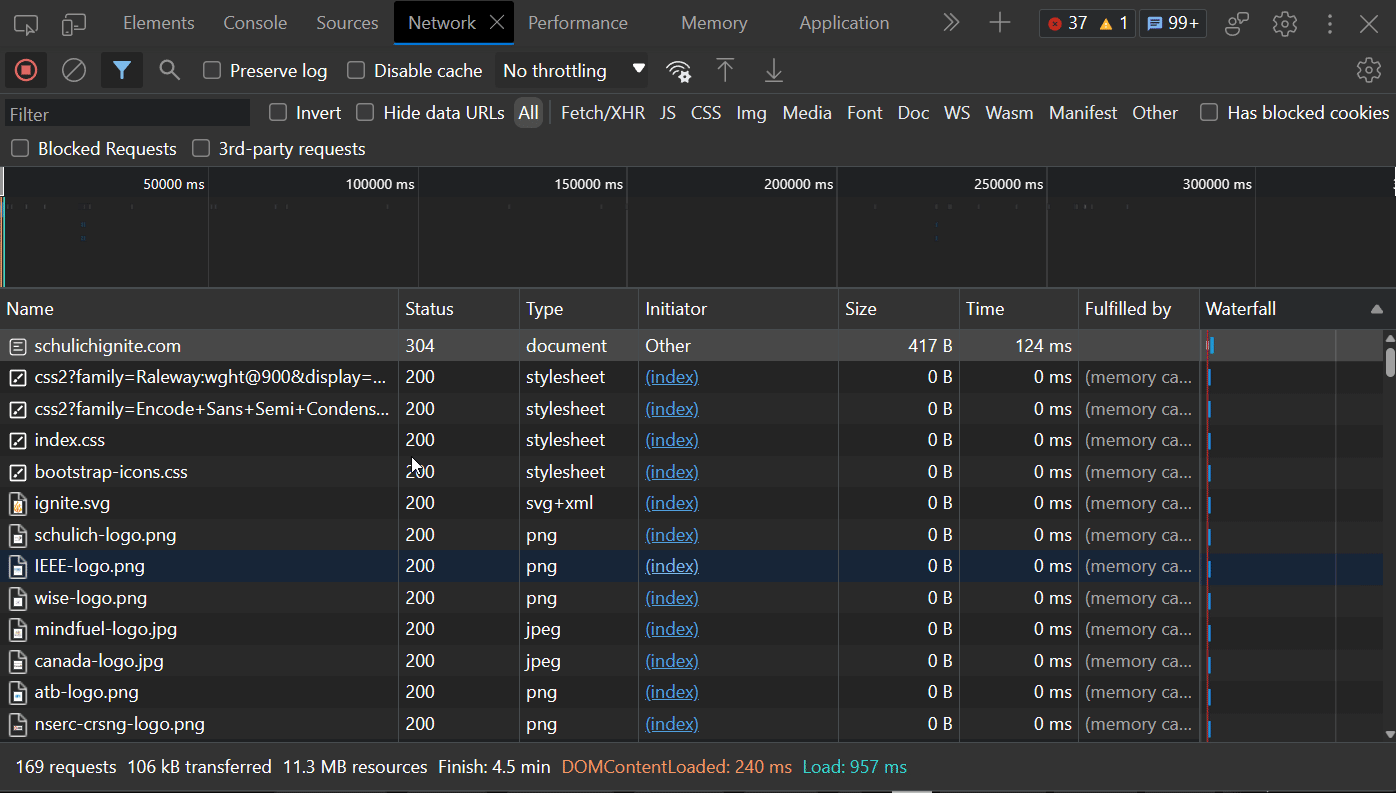 Elements Console Sources Network Performance Memory Application 37 1 99+
Preserve log Disable cache No throttling
Filter Invert Hide data URLs All Fetch/XHR JS CSS Img Media Font Doc WS Wasm Manifest Other Has blocked cookies
Blocked Requests 3rd-party requests
50000 ms 100000 ms 150000 ms 200000 ms 250000 ms 300000 ms
Name Status Type Initiator Size Time Fulfilled by Waterfall
schulichignite.com 304 document Other 417 B 124 ms
css2?family=Raleway:wght@900&display=... 200 stylesheet (index) 0 B 0 ms (memory ca...
css2?family=Encode+Sans+Semi+Condens... 200 stylesheet (index) 0 B 0 ms (memory ca...
index.css 200 stylesheet (index) 0 B 0 ms (memory ca...
bootstrap-icons.css 200 stylesheet (index) 0 B 0 ms (memory ca...
ignite.svg 200 svg+xml (index) 0 B 0 ms (memory ca...
schulich-logo.png 200 png (index) 0 B 0 ms (memory ca...
IEEE-logo.png 200 png (index) 0 B 0 ms (memory ca...
wise-logo.png 200 png (index) 0 B 0 ms (memory ca...
mindfuel-logo.jpg 200 jpeg (index) 0 B 0 ms (memory ca...
canada-logo.jpg 200 jpeg (index) 0 B 0 ms (memory ca...
atb-logo.png 200 png (index) 0 B 0 ms (memory ca...
nserc-crsng-logo.png 200 png (index) 0 B 0 ms (memory ca...
169 requests 106 kB transferred 11.3 MB resources Finish: 4.5 min DOMContentLoaded: 240 ms Load: 957 ms